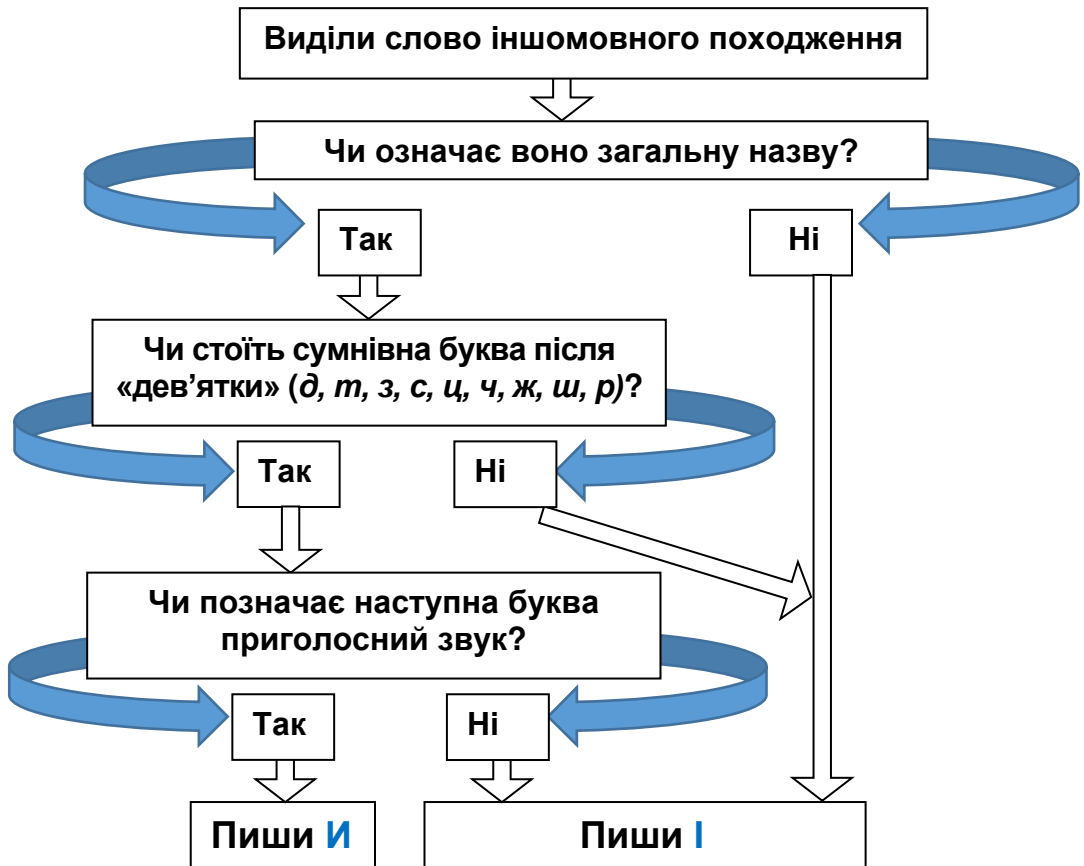 Виділи слово іншомовного походження
Чи означає воно загальну назву?
Так
Ні
Чи стоїть сумнівна буква після
«дев’ятки» (д, т, з, с, ц, ч, ж, ш, р)?
Так
Ні
Чи позначає наступна буква
приголосний звук?
Так
Ні
Пиши И
Пиши І